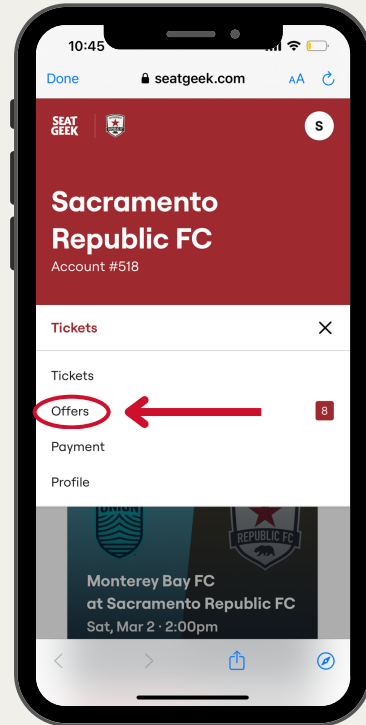 10:45
Done
seatgeek.com
AA
SEAT
GEEK
S
Sacramento
Republic FC
Account #518
Tickets
Tickets
Offers
8
Payment
Profile
UNION
REPUBLIC FC
Monterey Bay FC
at Sacramento Republic FC
Sat, Mar 2 · 2:00pm